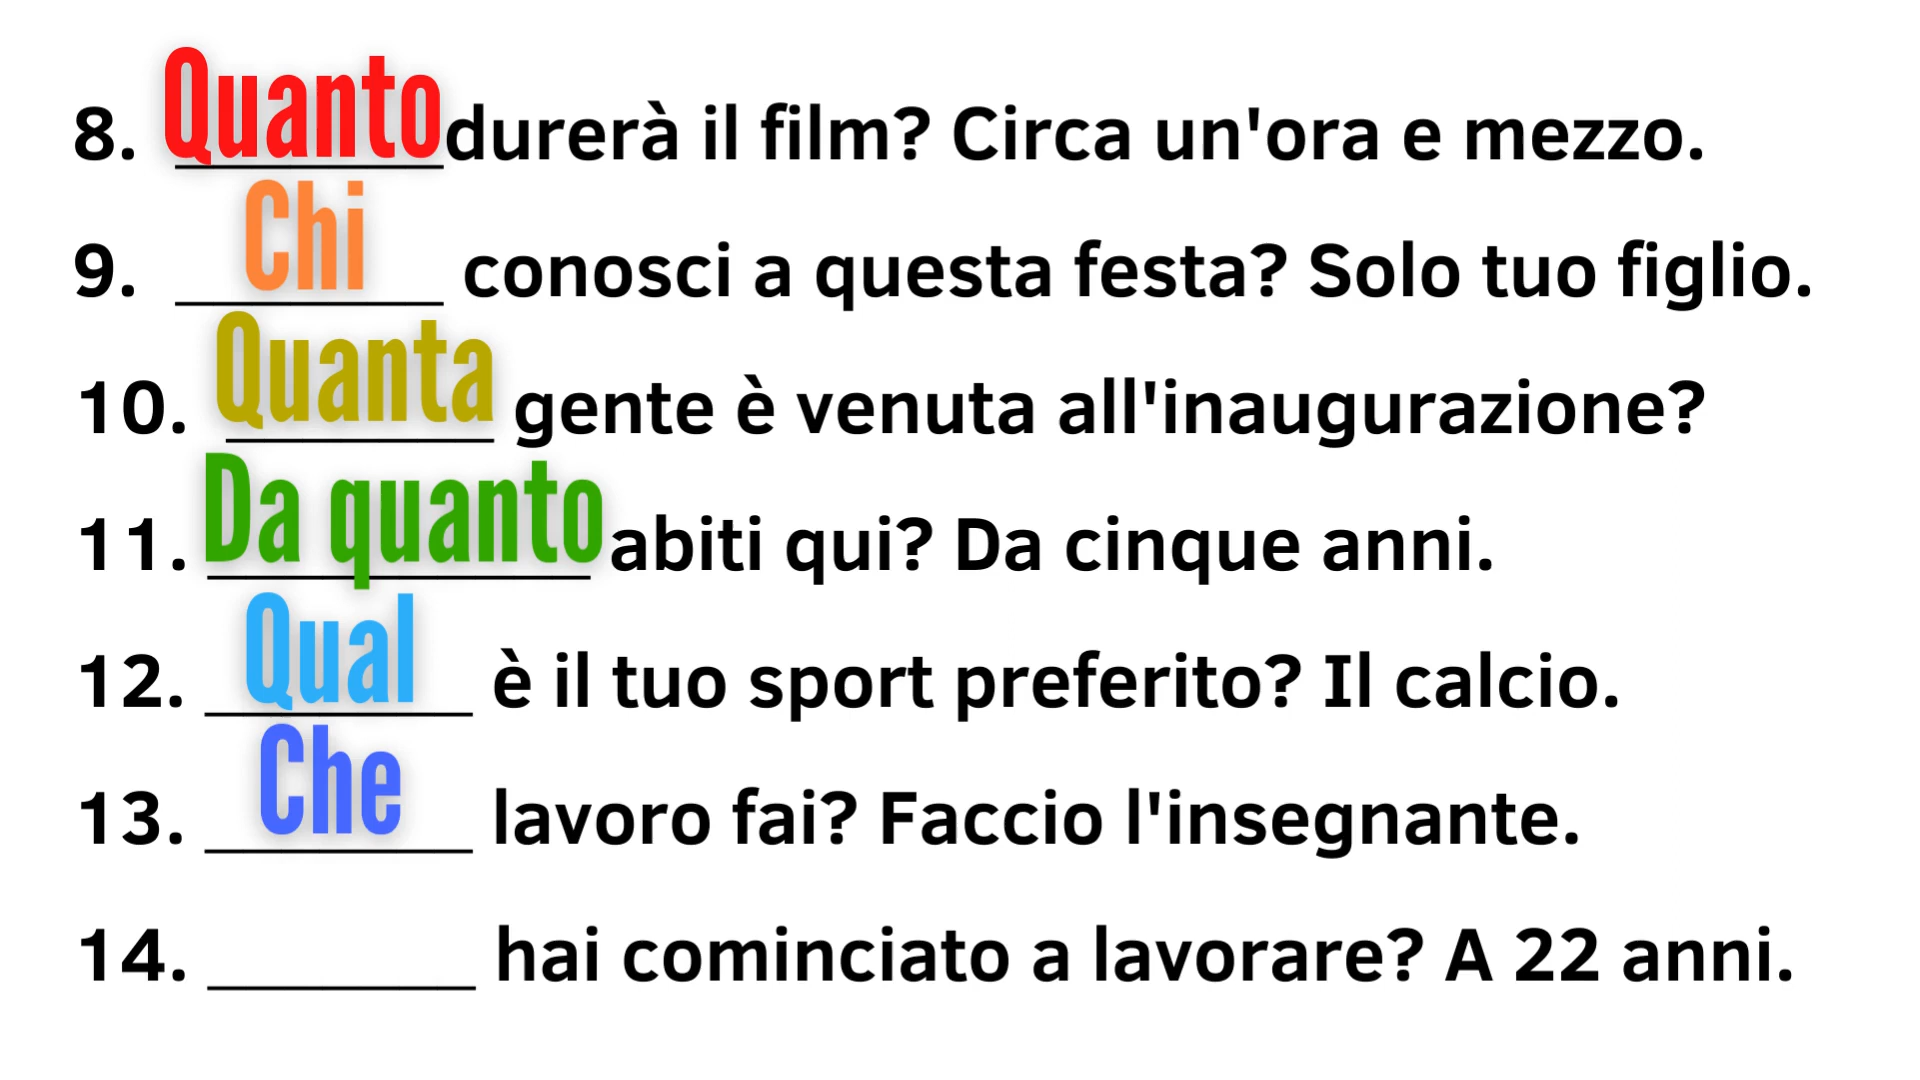 8. Quanto durerà il film? Circa un'ora e mezzo.
9. Chi conosci a questa festa? Solo tuo figlio.
10. Quanta gente è venuta all'inaugurazione?
11. Da quanto abiti qui? Da cinque anni.
12. Qual è il tuo sport preferito? Il calcio.
13. Che lavoro fai? Faccio l'insegnante.
14. ________ hai cominciato a lavorare? A 22 anni.